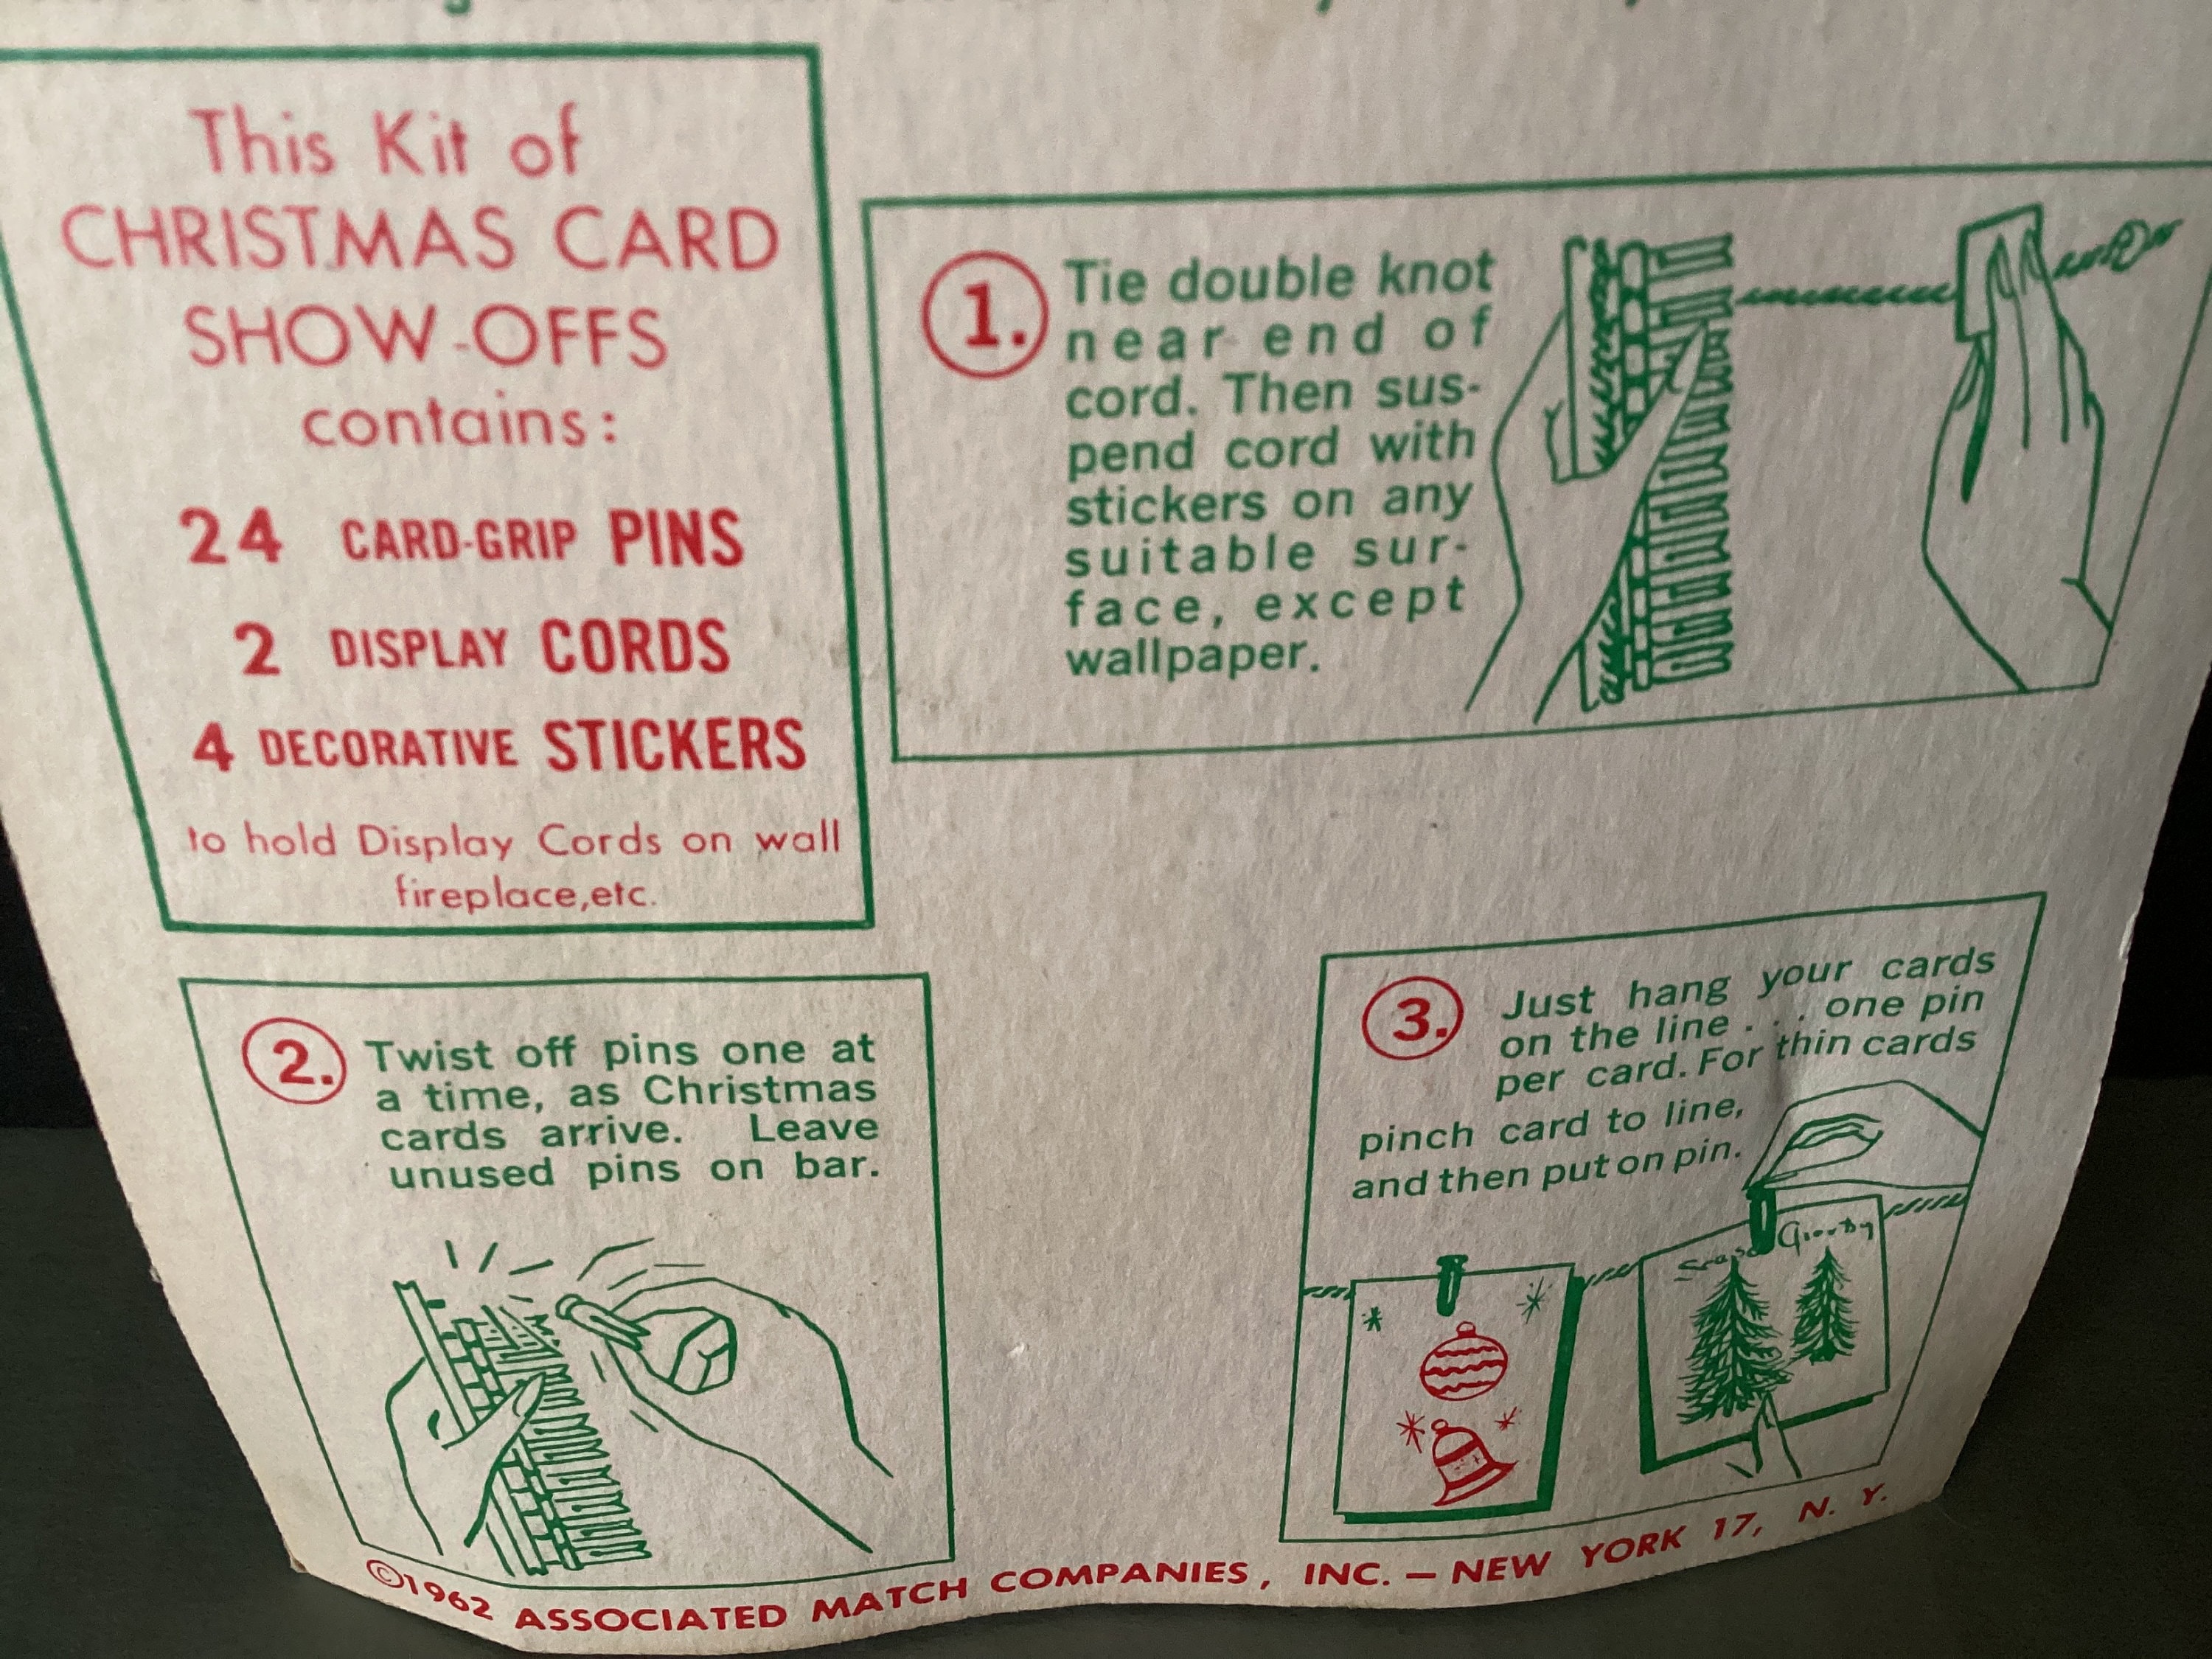 This Kit of
CHRISTMAS CARD
SHOW-OFFS
contains:
24 CARD-GRIP PINS
2 DISPLAY CORDS
4 DECORATIVE STICKERS
to hold Display Cords on wall
fireplace,etc.
1. Tie double knot
near end of
cord. Then sus-
pend cord with
stickers on any
suitable sur-
face, except
wallpaper.
2. Twist off pins one at
a time, as Christmas
cards arrive. Leave
unused pins on bar.
3. Just hang your cards
on the line . . . one pin
per card. For thin cards
pinch card to line,
and then put on pin.
©1962 ASSOCIATED MATCH COMPANIES, INC. — NEW YORK 17, N. Y.